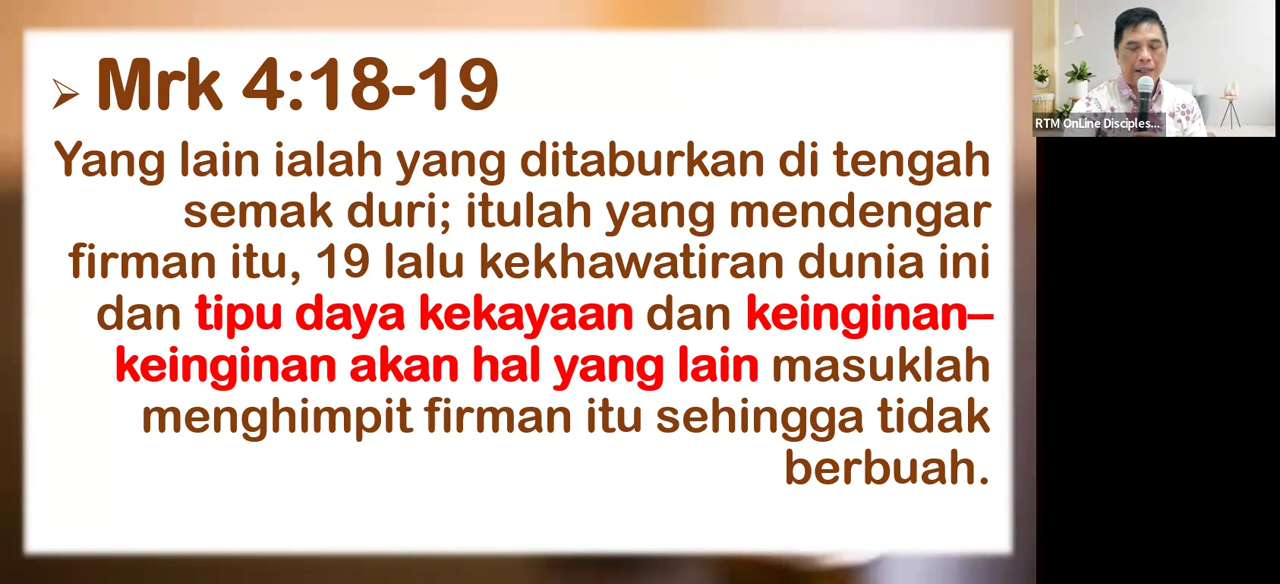 ➢ Mrk 4:18-19
Yang lain ialah yang ditaburkan di tengah
semak duri; itulah yang mendengar
firman itu, 19 lalu kekhawatiran dunia ini
dan tipu daya kekayaan dan keinginan–
keinginan akan hal yang lain masuklah
menghimpit firman itu sehingga tidak
berbuah.
RTM OnLine Disciples...